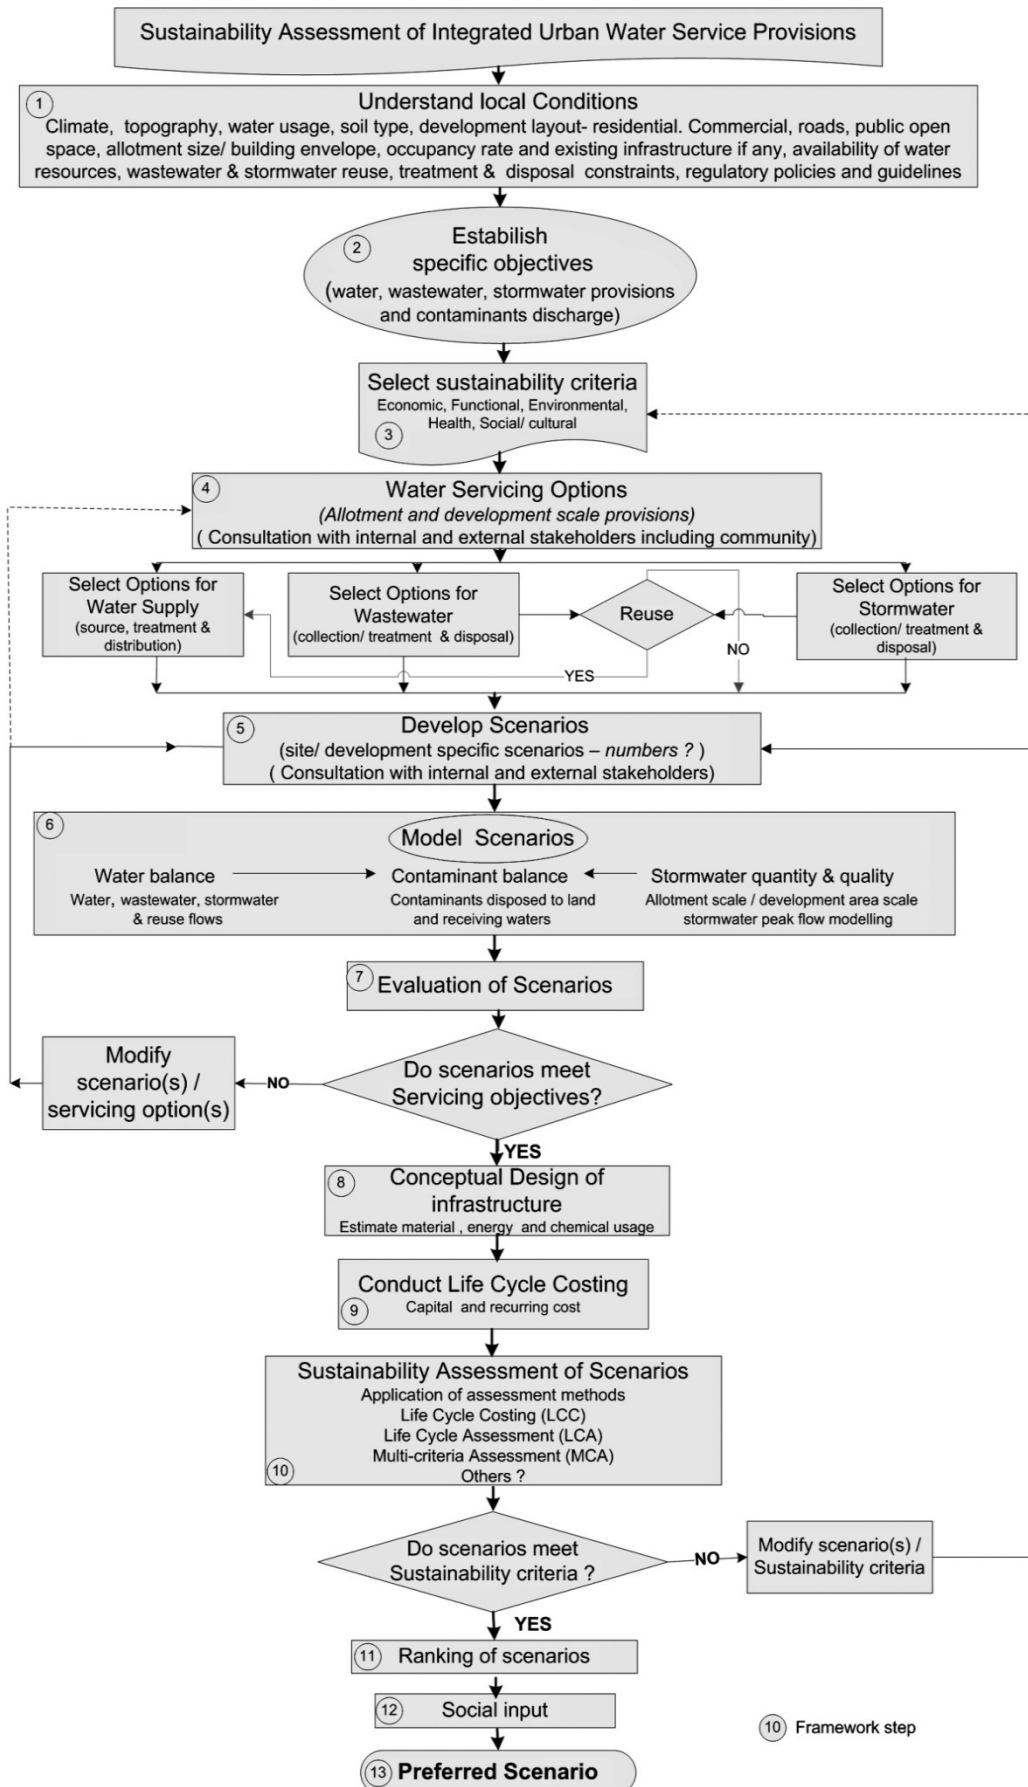 Sustainability Assessment of Integrated Urban Water Service Provisions
1
Understand local Conditions
Climate, topography, water usage, soil type, development layout- residential. Commercial, roads, public open
space, allotment size/ building envelope, occupancy rate and existing infrastructure if any, availability of water
resources, wastewater & stormwater reuse, treatment & disposal constraints, regulatory policies and guidelines
2
Estabilish
specific objectives
(water, wastewater, stormwater provisions
and contaminants discharge)
Select sustainability criteria
Economic, Functional, Environmental,
Health, Social/ cultural
3
4
Water Servicing Options
(Allotment and development scale provisions)
( Consultation with internal and external stakeholders including community)
Select Options for
Water Supply
(source, treatment &
distribution)
Select Options for
Wastewater
(collection/ treatment & disposal)
Reuse
NO
YES
Select Options for
Stormwater
(collection/ treatment &
disposal)
5
Develop Scenarios
(site/ development specific scenarios – numbers ? )
( Consultation with internal and external stakeholders)
6
Model Scenarios
Water balance
Water, wastewater, stormwater
& reuse flows
Contaminant balance
Contaminants disposed to land
and receiving waters
Stormwater quantity & quality
Allotment scale / development area scale
stormwater peak flow modelling
7
Evaluation of Scenarios
Do scenarios meet
Servicing objectives?
NO
Modify
scenario(s) /
servicing option(s)
YES
8
Conceptual Design of
infrastructure
Estimate material , energy and chemical usage
Conduct Life Cycle Costing
9
Capital and recurring cost
Sustainability Assessment of Scenarios
Application of assessment methods
Life Cycle Costing (LCC)
Life Cycle Assessment (LCA)
Multi-criteria Assessment (MCA)
Others ?
10
Do scenarios meet
Sustainability criteria ?
NO
Modify scenario(s) /
Sustainability criteria
YES
11
Ranking of scenarios
12
Social input
13
Preferred Scenario
10
Framework step